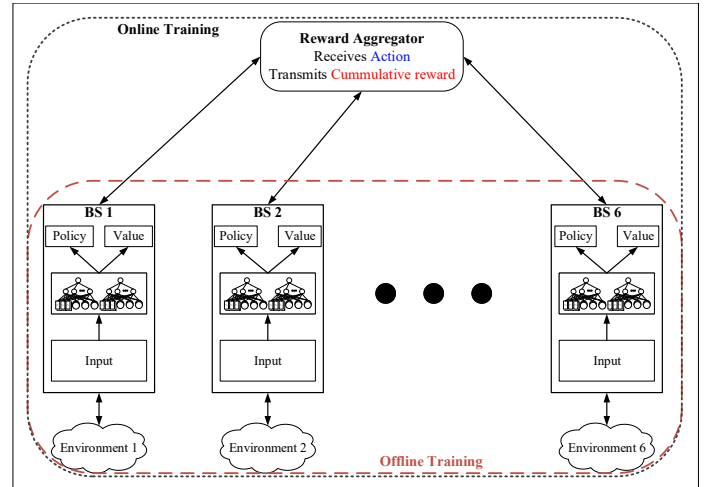 Online Training
Reward Aggregator
Receives Action
Transmits Cummulative reward
BS 1
Policy
Value
Input
Environment 1
BS 2
Policy
Value
Input
Environment 2
BS 6
Policy
Value
Input
Environment 6
Offline Training